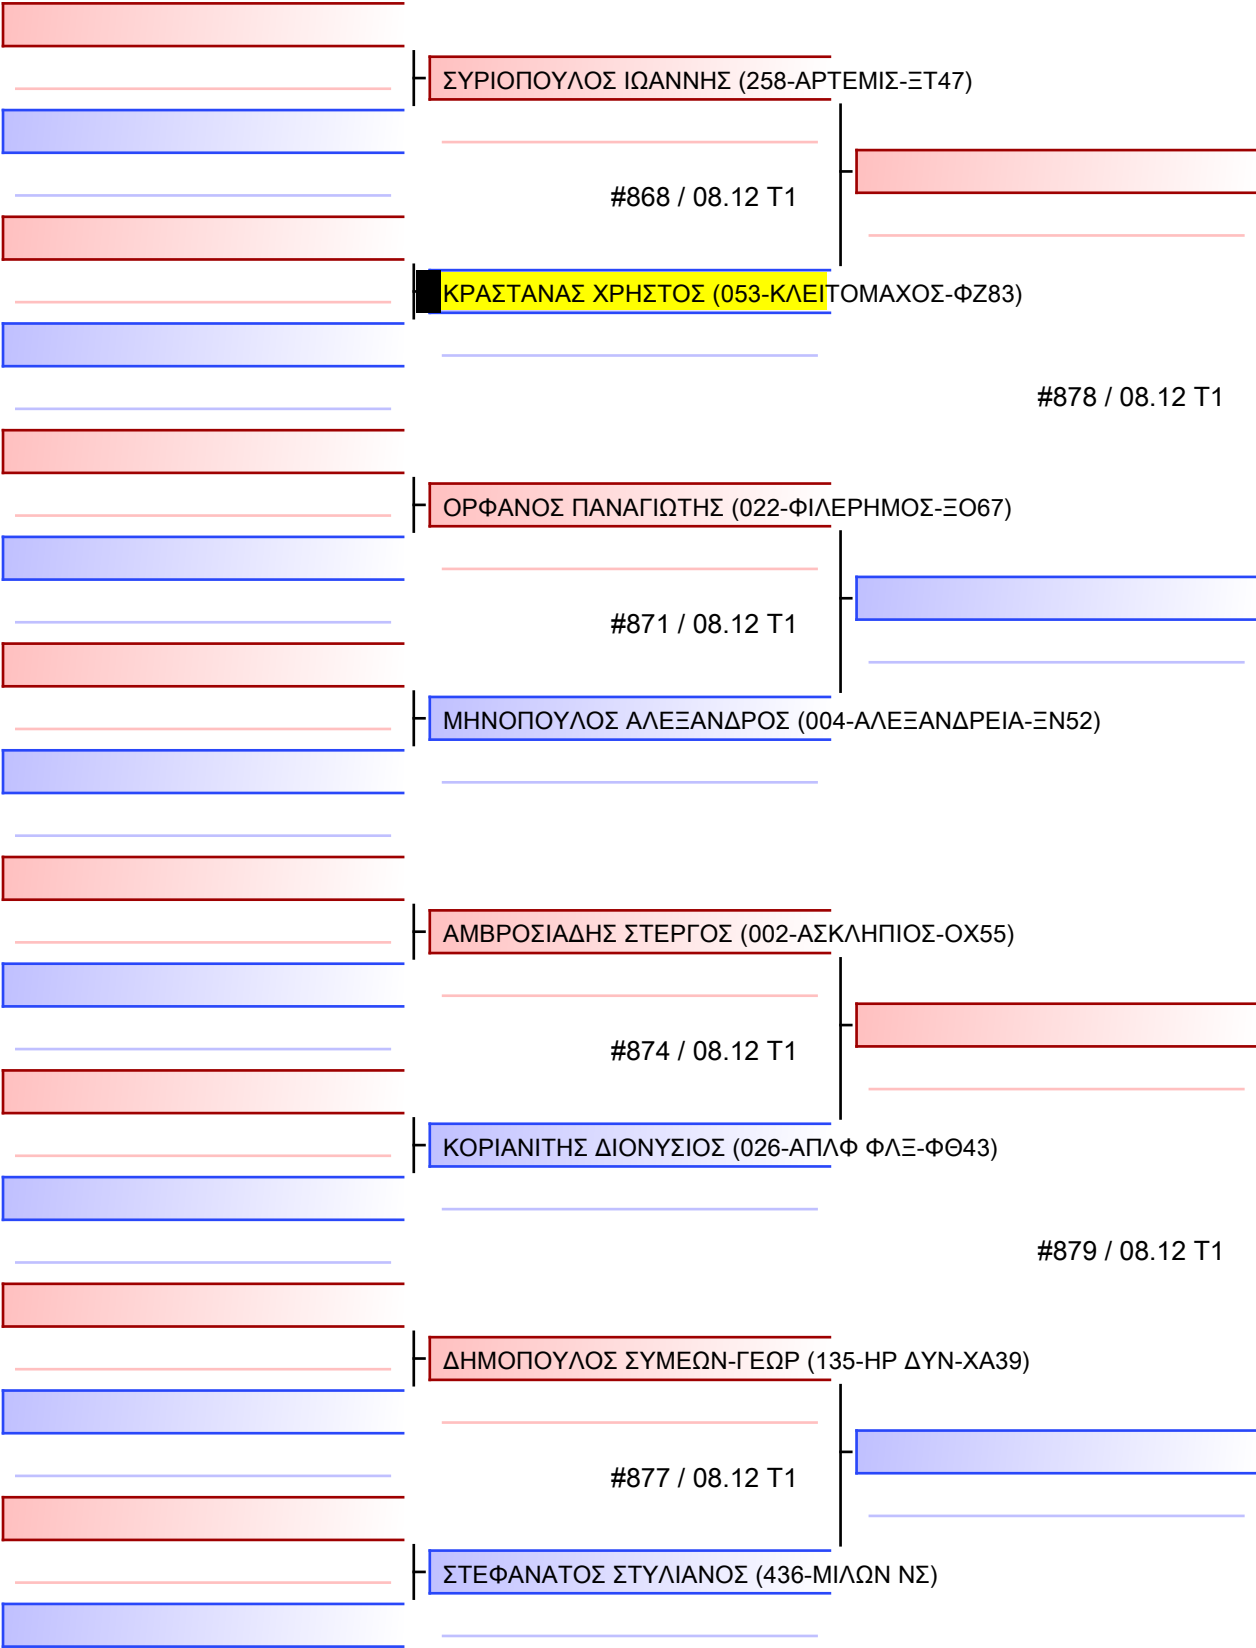 ΣΥΡΙΟΠΟΥΛΟΣ ΙΩΑΝΝΗΣ (258-ΑΡΤΕΜΙΣ-ΞΤ47)
#868 / 08.12 T1
ΚΡΑΣΤΑΝΑΣ ΧΡΗΣΤΟΣ (053-ΚΛΕΙΤΟΜΑΧΟΣ-ΦΖ83)
#878 / 08.12 T1
ΟΡΦΑΝΟΣ ΠΑΝΑΓΙΩΤΗΣ (022-ΦΙΛΕΡΗΜΟΣ-ΞΟ67)
#871 / 08.12 T1
ΜΗΝΟΠΟΥΛΟΣ ΑΛΕΞΑΝΔΡΟΣ (004-ΑΛΕΞΑΝΔΡΕΙΑ-ΞΝ52)
ΑΜΒΡΟΣΙΑΔΗΣ ΣΤΕΡΓΟΣ (002-ΑΣΚΛΗΠΙΟΣ-ΟΧ55)
#874 / 08.12 T1
ΚΟΡΙΑΝΙΤΗΣ ΔΙΟΝΥΣΙΟΣ (026-ΑΠΛΦ ΦΛΞ-ΦΘ43)
#879 / 08.12 T1
ΔΗΜΟΠΟΥΛΟΣ ΣΥΜΕΩΝ-ΓΕΩΡ (135-ΗΡ ΔΥΝ-ΧΑ39)
#877 / 08.12 T1
ΣΤΕΦΑΝΑΤΟΣ ΣΤΥΛΙΑΝΟΣ (436-ΜΙΛΩΝ ΝΣ)